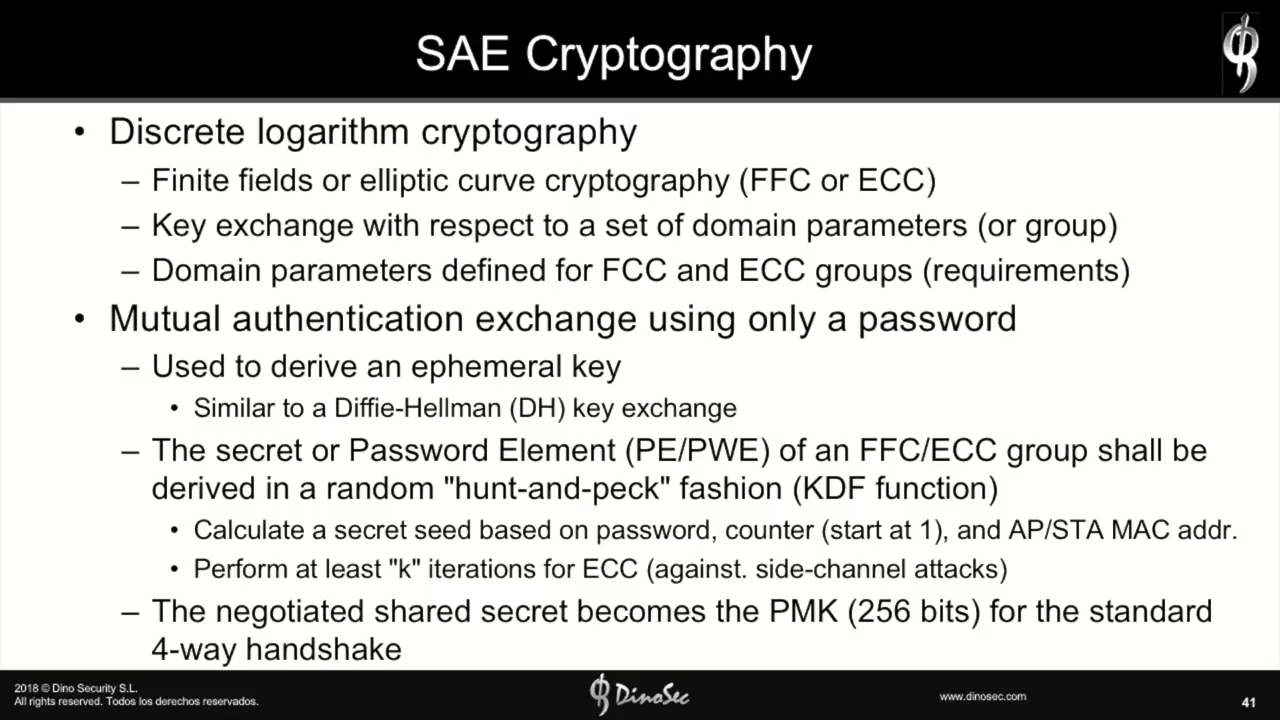 SAE Cryptography
• Discrete logarithm cryptography
– Finite fields or elliptic curve cryptography (FFC or ECC)
– Key exchange with respect to a set of domain parameters (or group)
– Domain parameters defined for FCC and ECC groups (requirements)
• Mutual authentication exchange using only a password
– Used to derive an ephemeral key
• Similar to a Diffie-Hellman (DH) key exchange
– The secret or Password Element (PE/PWE) of an FFC/ECC group shall be
derived in a random "hunt-and-peck" fashion (KDF function)
• Calculate a secret seed based on password, counter (start at 1), and AP/STA MAC addr.
• Perform at least "k" iterations for ECC (against. side-channel attacks)
– The negotiated shared secret becomes the PMK (256 bits) for the standard
4-way handshake
2018 © Dino Security S.L.
All rights reserved. Todos los derechos reservados.
DinoSec
www.dinosec.com
41